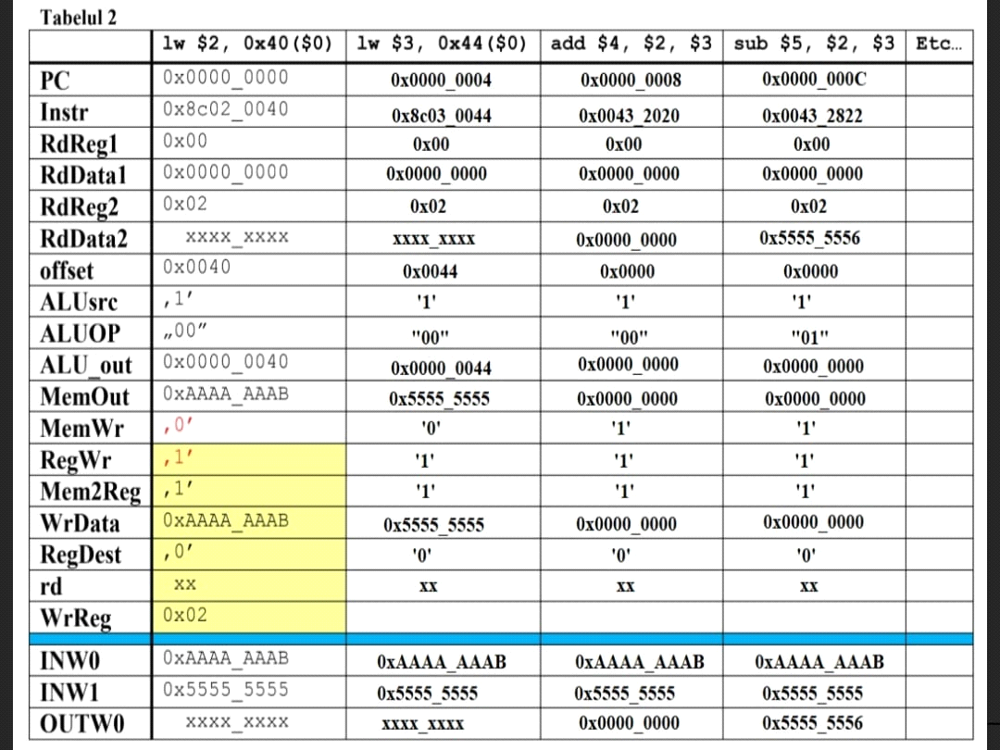 Tabelul 2
lw $2, 0x40($0) lw $3, 0x44($0) add $4, $2, $3 sub $5, $2, $3 Etc…
PC 0x0000_0000 0x0000_0004 0x0000_0008 0x0000_000C
Instr 0x8c02_0040 0x8c03_0044 0x0043_2020 0x0043_2822
RdReg1 0x00 0x00 0x00 0x00
RdData1 0x0000_0000 0x0000_0000 0x0000_0000 0x0000_0000
RdReg2 0x02 0x02 0x02 0x02
RdData2 xxxx_xxxx xxxx_xxxx 0x0000_0000 0x5555_5556
offset 0x0040 0x0044 0x0000 0x0000
ALUsrc ‚1’ '1' '1' '1'
ALUOP „00” "00" "00" "01"
ALU_out 0x0000_0040 0x0000_0044 0x0000_0000 0x0000_0000
MemOut 0xAAAA_AAAB 0x5555_5555 0x0000_0000 0x0000_0000
MemWr ‚0’ '0' '1' '1'
RegWr ‚1’ '1' '1' '1'
Mem2Reg ‚1’ '1' '1' '1'
WrData 0xAAAA_AAAB 0x5555_5555 0x0000_0000 0x0000_0000
RegDest ‚0’ '0' '0' '0'
rd xx xx xx xx
WrReg 0x02
INW0 0xAAAA_AAAB 0xAAAA_AAAB 0xAAAA_AAAB 0xAAAA_AAAB
INW1 0x5555_5555 0x5555_5555 0x5555_5555 0x5555_5555
OUTW0 xxxx_xxxx xxxx_xxxx 0x0000_0000 0x5555_5556